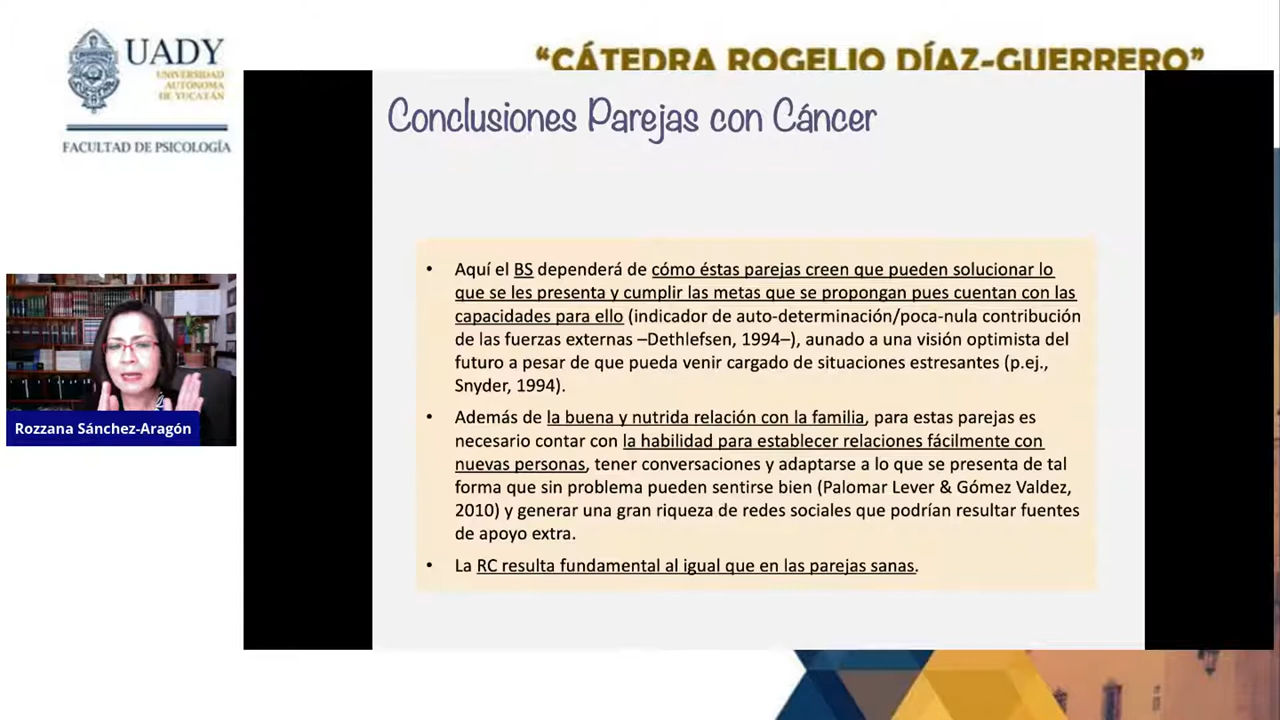 UADY
UNIVERSIDAD
AUTÓNOMA
DE YUCATÁN
FACULTAD DE PSICOLOGÍA
“CÁTEDRA ROGELIO DÍAZ-GUERRERO”
Conclusiones Parejas con Cáncer
• Aquí el BS dependerá de cómo éstas parejas creen que pueden solucionar lo
que se les presenta y cumplir las metas que se propongan pues cuentan con las
capacidades para ello (indicador de auto-determinación/poca-nula contribución
de las fuerzas externas –Dethlefsen, 1994–), aunado a una visión optimista del
futuro a pesar de que pueda venir cargado de situaciones estresantes (p.ej.,
Snyder, 1994).
• Además de la buena y nutrida relación con la familia, para estas parejas es
necesario contar con la habilidad para establecer relaciones fácilmente con
nuevas personas, tener conversaciones y adaptarse a lo que se presenta de tal
forma que sin problema pueden sentirse bien (Palomar Lever & Gómez Valdez,
2010) y generar una gran riqueza de redes sociales que podrían resultar fuentes
de apoyo extra.
• La RC resulta fundamental al igual que en las parejas sanas.
Rozzana Sánchez-Aragón